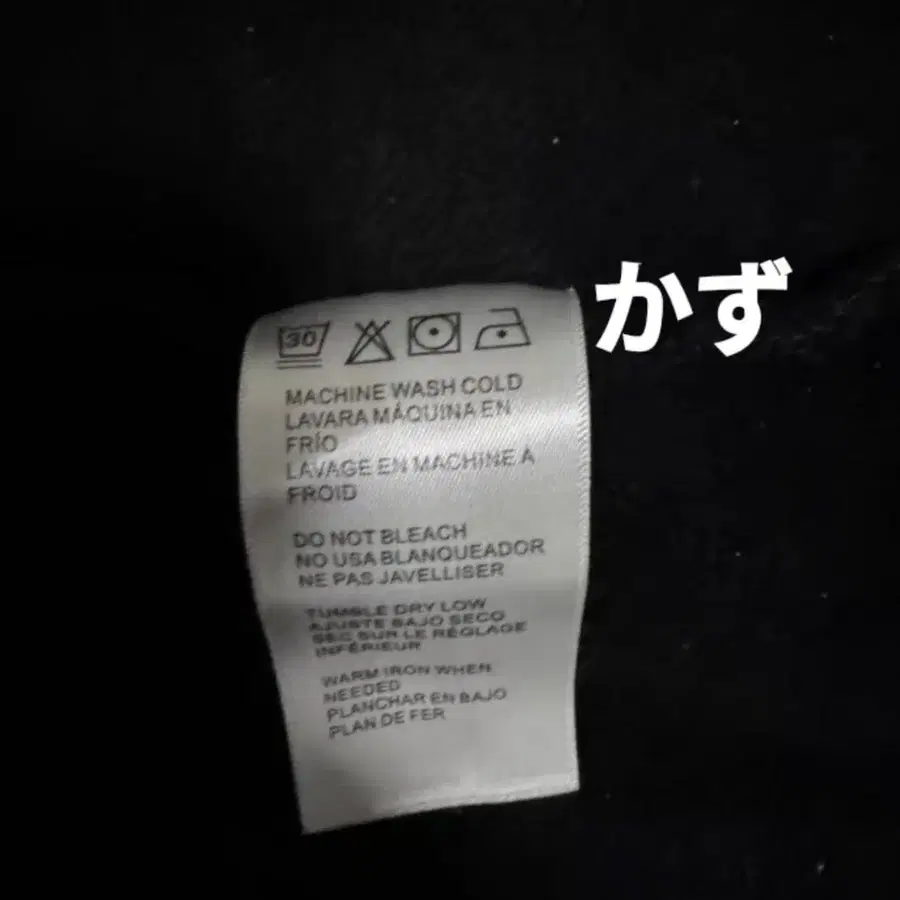 かず
30
MACHINE WASH COLD
LAVARA MÁQUINA EN
FRÍO
LAVAGE EN MACHINE À
FROID
DO NOT BLEACH
NO USA BLANQUEADOR
NE PAS JAVELLISER
TUMBLE DRY LOW
AJUSTE BAJO SECO
SEC SUR LE RÉGLAGE
INFÉRIEUR
WARM IRON WHEN
NEEDED
PLANCHAR EN BAJO
PLAN DE FER